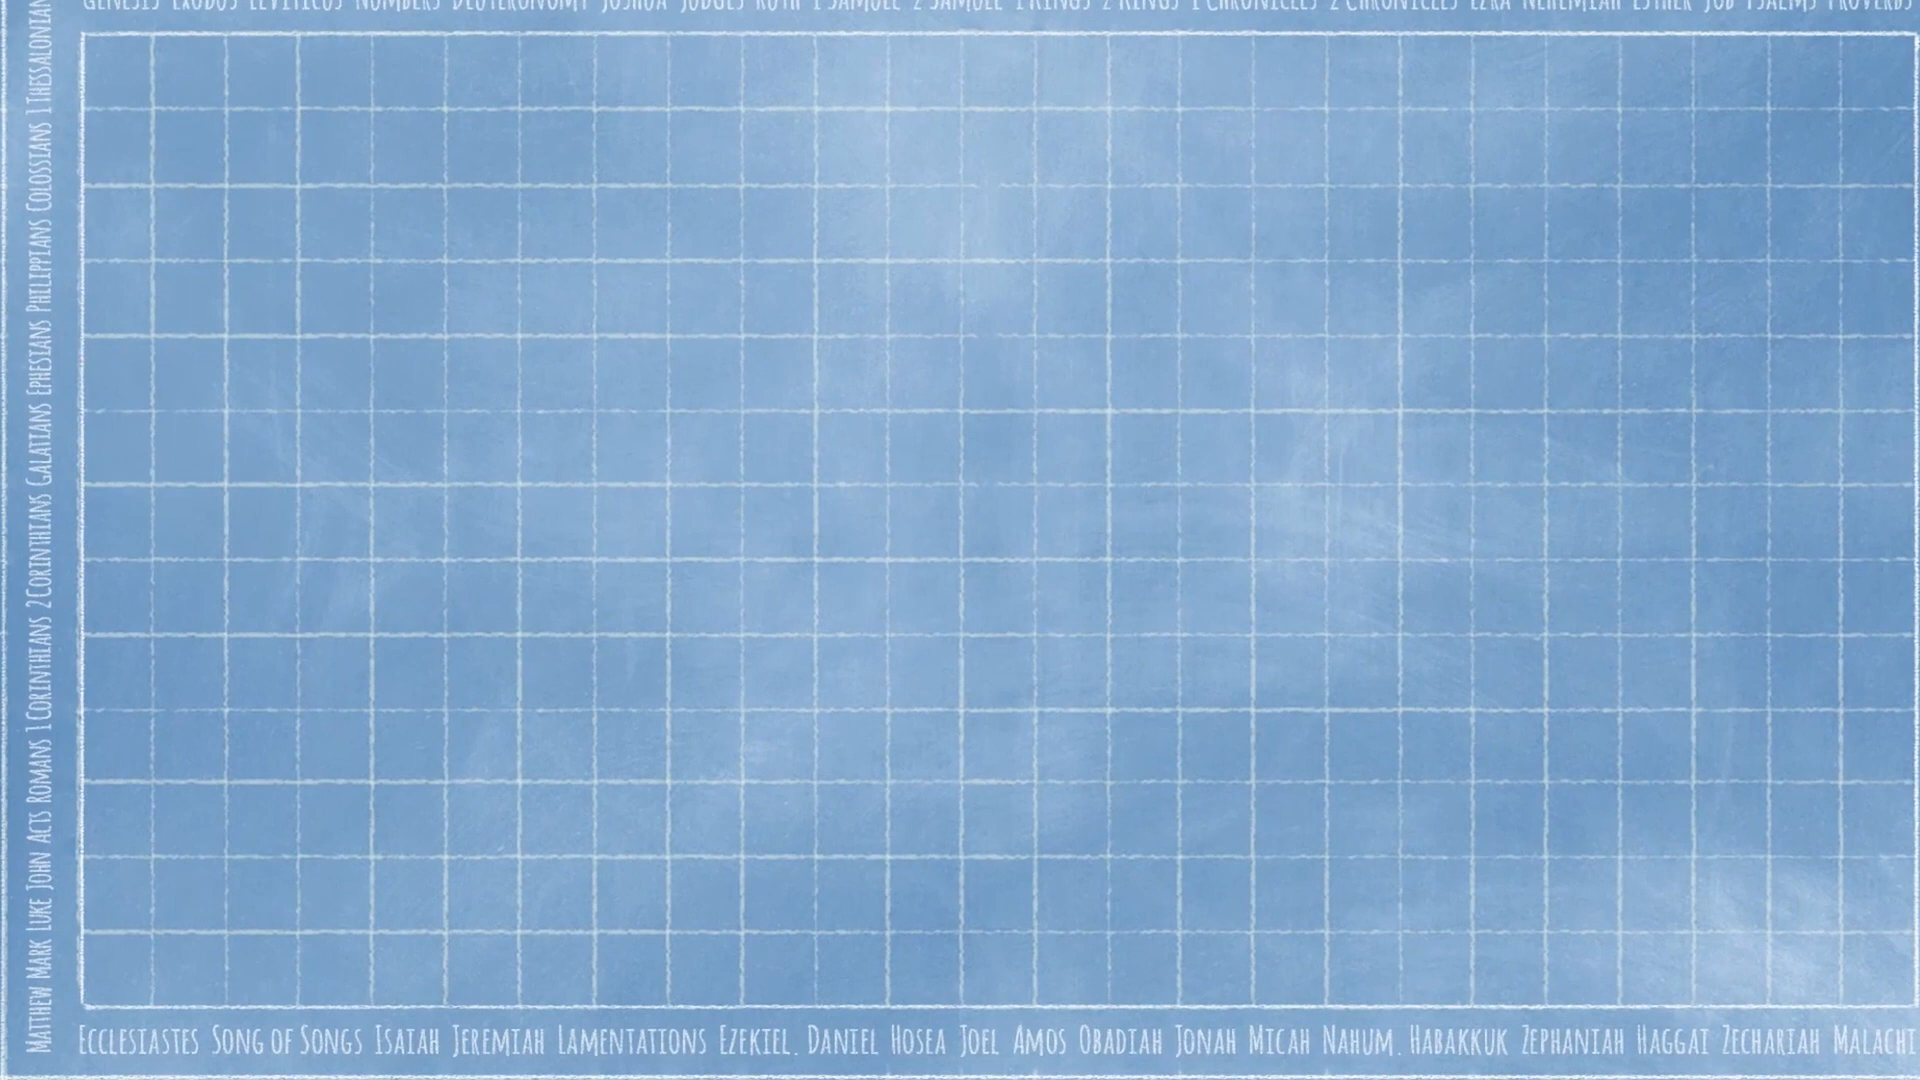 Genesis Exodus Leviticus Numbers Deuteronomy Joshua Judges Ruth 1 Samuel 2 Samuel 1 Kings 2 Kings 1 Chronicles 2 Chronicles Ezra Nehemiah Esther Job Psalms Proverbs
Matthew Mark Luke John Acts Romans 1 Corinthians 2 Corinthians Galatians Ephesians Philippians Colossians 1 Thessalonian
Ecclesiastes Song of Songs Isaiah Jeremiah Lamentations Ezekiel. Daniel Hosea Joel Amos Obadiah Jonah Micah Nahum. Habakkuk Zephaniah Haggai Zechariah Malachi